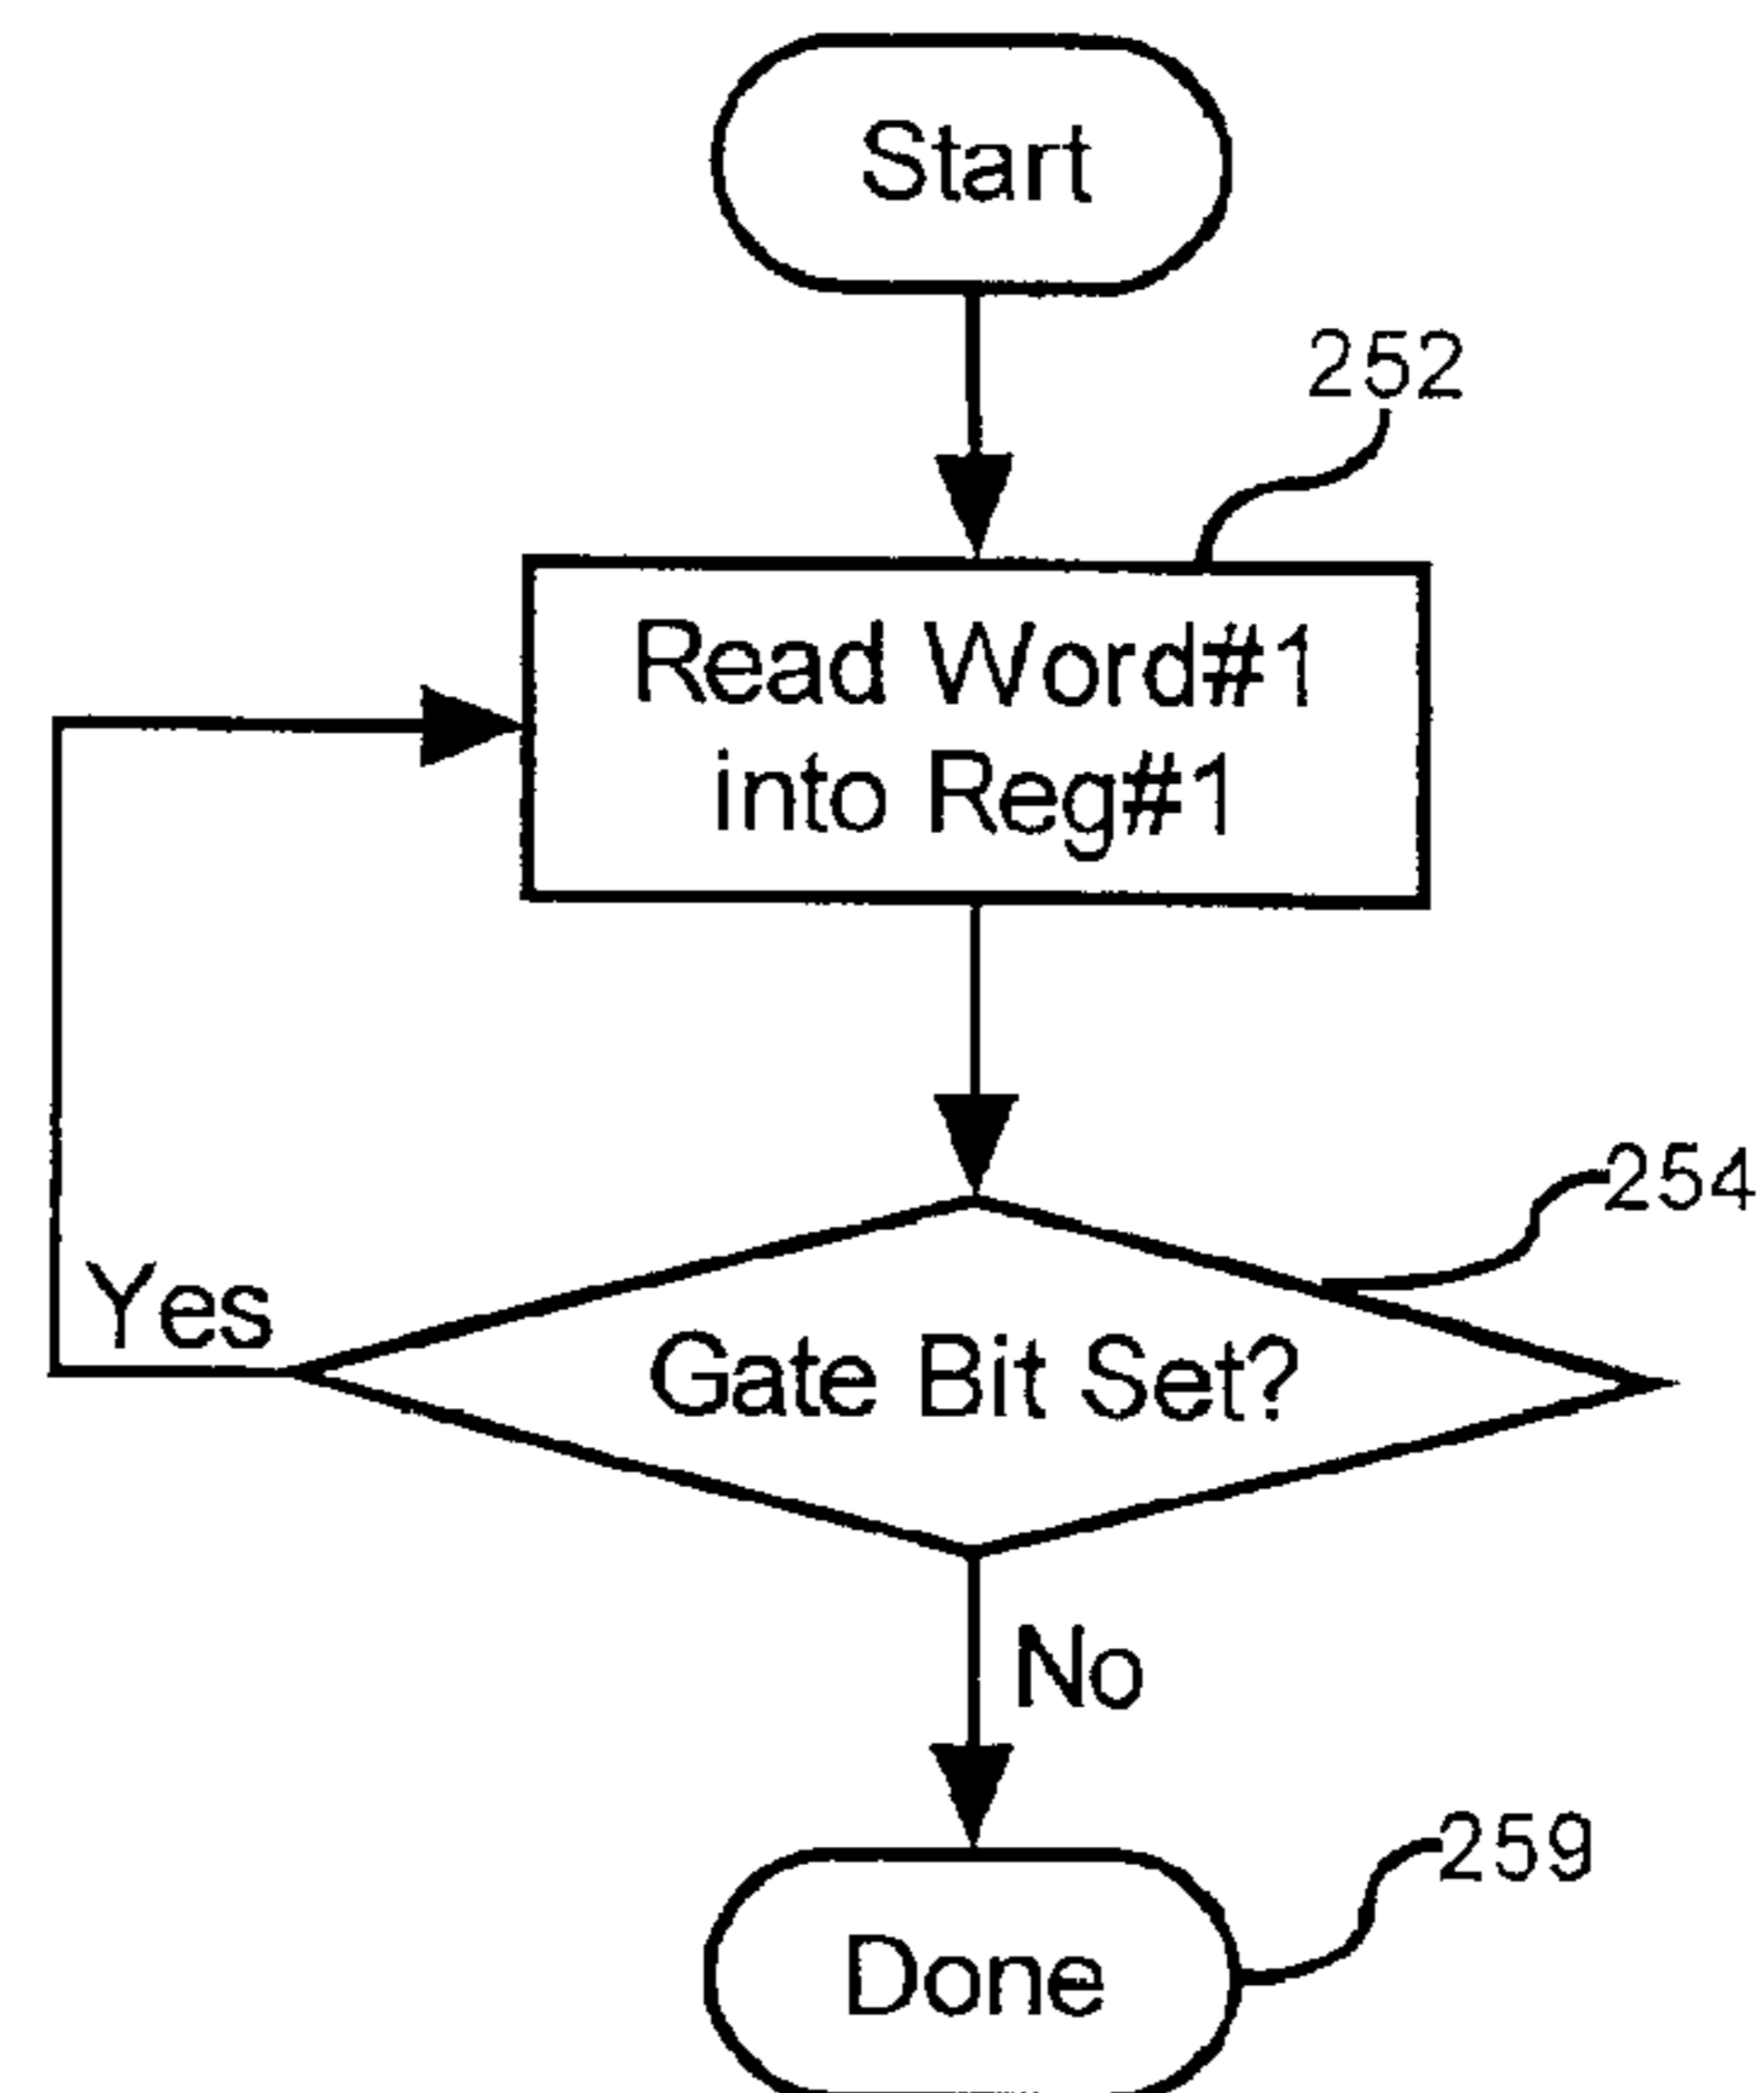 Start
252
Read Word#1
into Reg#1
254
Yes
Gate Bit Set?
No
259
Done